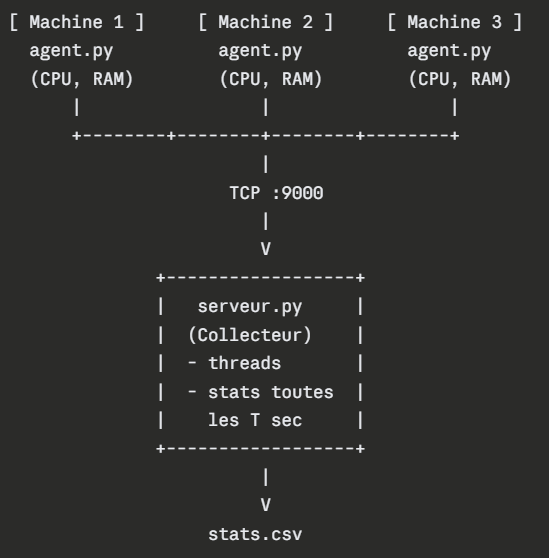 [ Machine 1 ]     [ Machine 2 ]     [ Machine 3 ]
  agent.py          agent.py          agent.py
  (CPU, RAM)        (CPU, RAM)        (CPU, RAM)
      |                 |                 |
      +--------+--------+--------+--------+
                        |
                     TCP :9000
                        |
                        V
              +------------------+
              |   serveur.py     |
              |  (Collecteur)    |
              |  - threads       |
              |  - stats toutes  |
              |    les T sec     |
              +------------------+
                        |
                        V
                   stats.csv